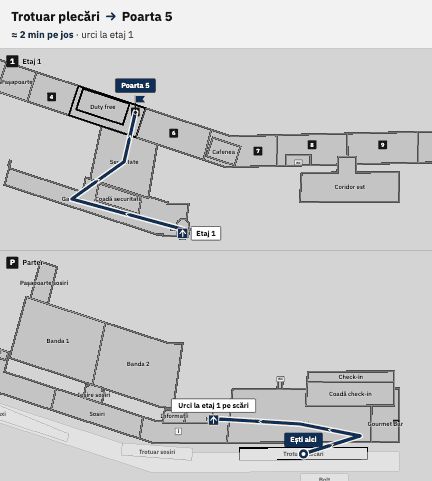 Trotuar plecări → Poarta 5
≈ 2 min pe jos · urci la etaj 1
1 Etaj 1
Pașapoarte
4
Duty free
Poarta 5
6
Cafenea
7
8
9
Coridor est
Coadă securitate
Etaj 1
P Parter
Pașapoarte sosiri
Banda 1
Banda 2
Ieșire sosiri
Sosiri
Informații
Urci la etaj 1 pe scări
Check-in
Coadă check-in
Gourmet Bar
Ești aici
Trotuar sosiri